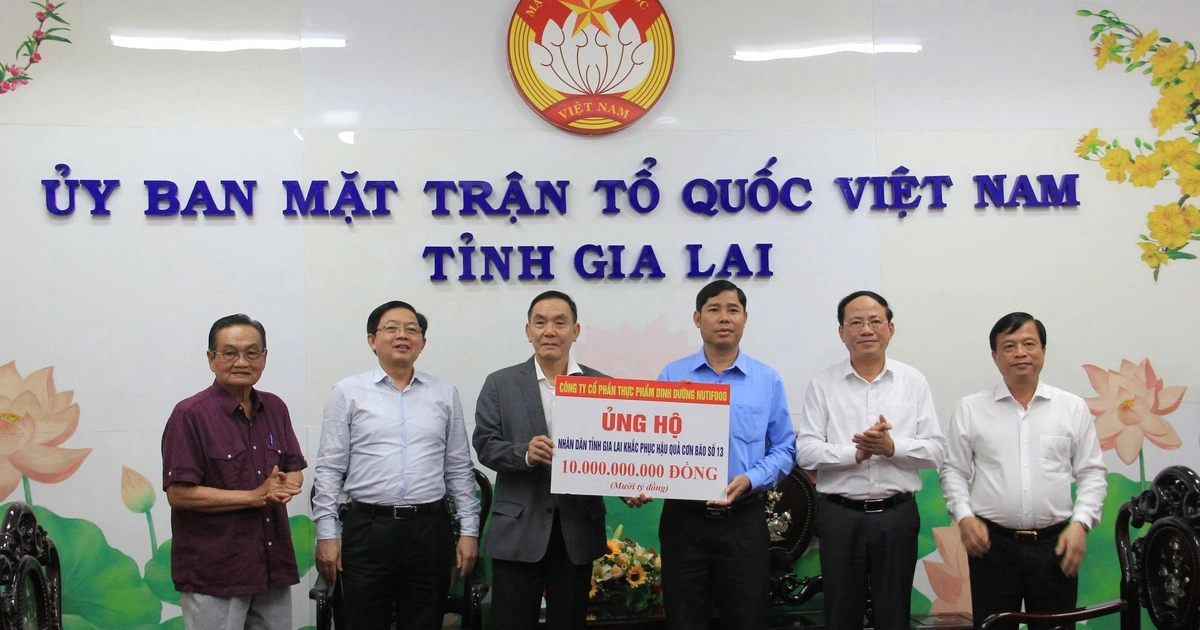 VIỆT NAM
ỦY BAN MẶT TRẬN TỔ QUỐC VIỆT NAM
TỈNH GIA LAI
CÔNG TY CỔ PHẦN THỰC PHẨM DINH DƯỠNG NUTIFOOD
ỦNG HỘ
NHÂN DÂN TỈNH GIA LAI KHẮC PHỤC HẬU QUẢ CƠN BÃO SỐ 13
10.000.000.000 ĐỒNG
(Mười tỷ đồng)